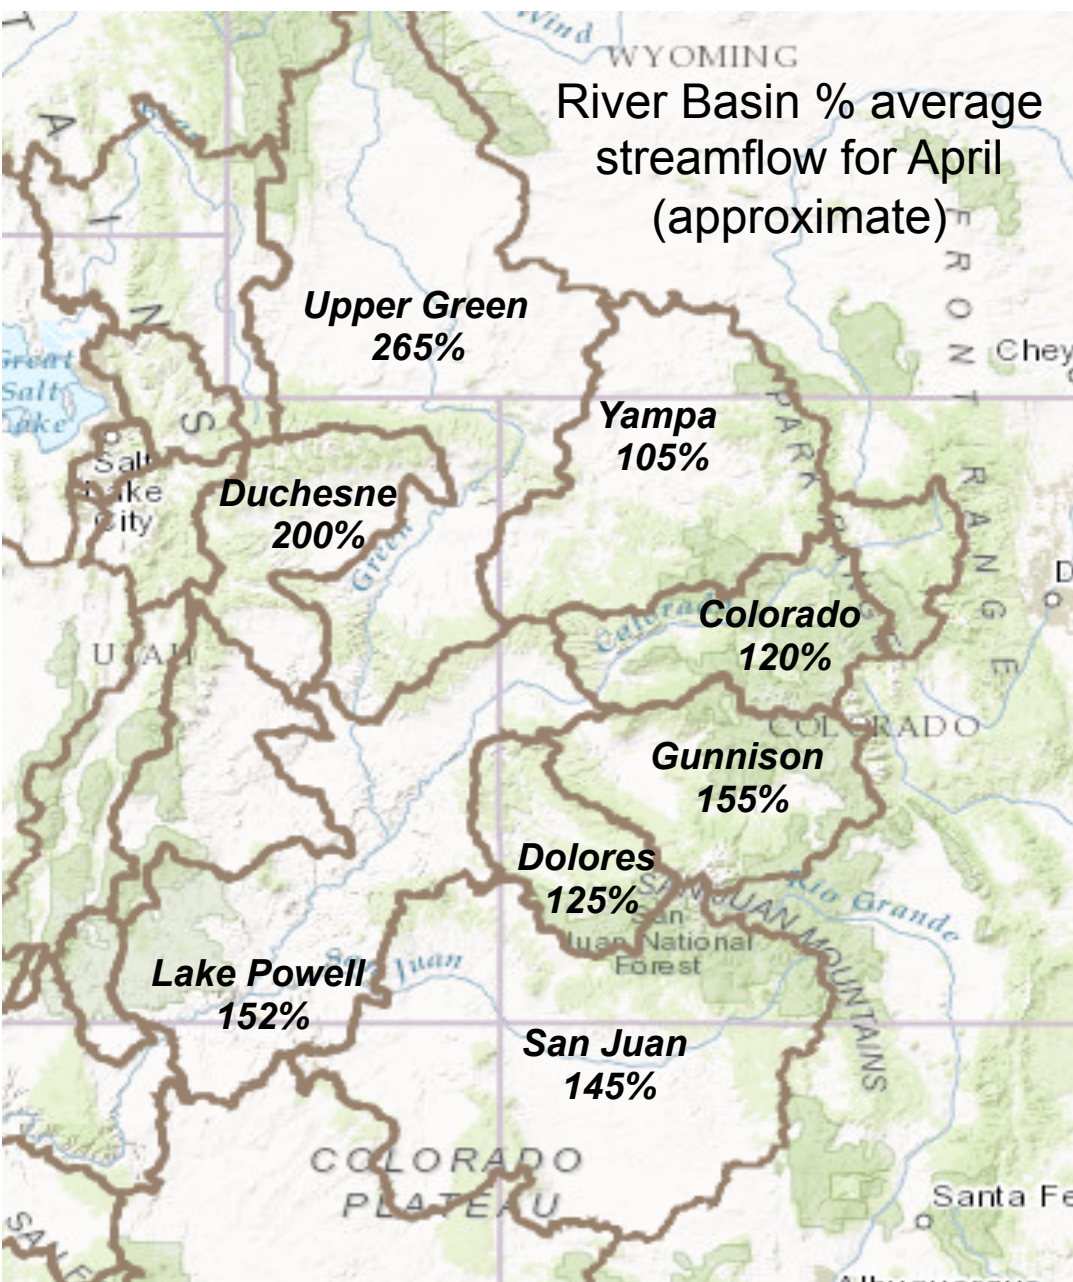 Wind
WYOMING
River Basin % average
streamflow for April
(approximate)
FRONT
RANGE
Upper Green
265%
Great
Salt
Lake
Chey
Yampa
105%
PARK
RANGE
Salt
Lake
City
Duchesne
200%
Green
D
Colorado
Colorado
120%
UTAH
COLORADO
Gunnison
155%
Dolores
125%
SAN JUAN MOUNTAINS
Rio Grande
San
Juan National
Forest
San Juan
Lake Powell
152%
San Juan
145%
COLORADO
PLATEAU
Santa Fe
SAN F